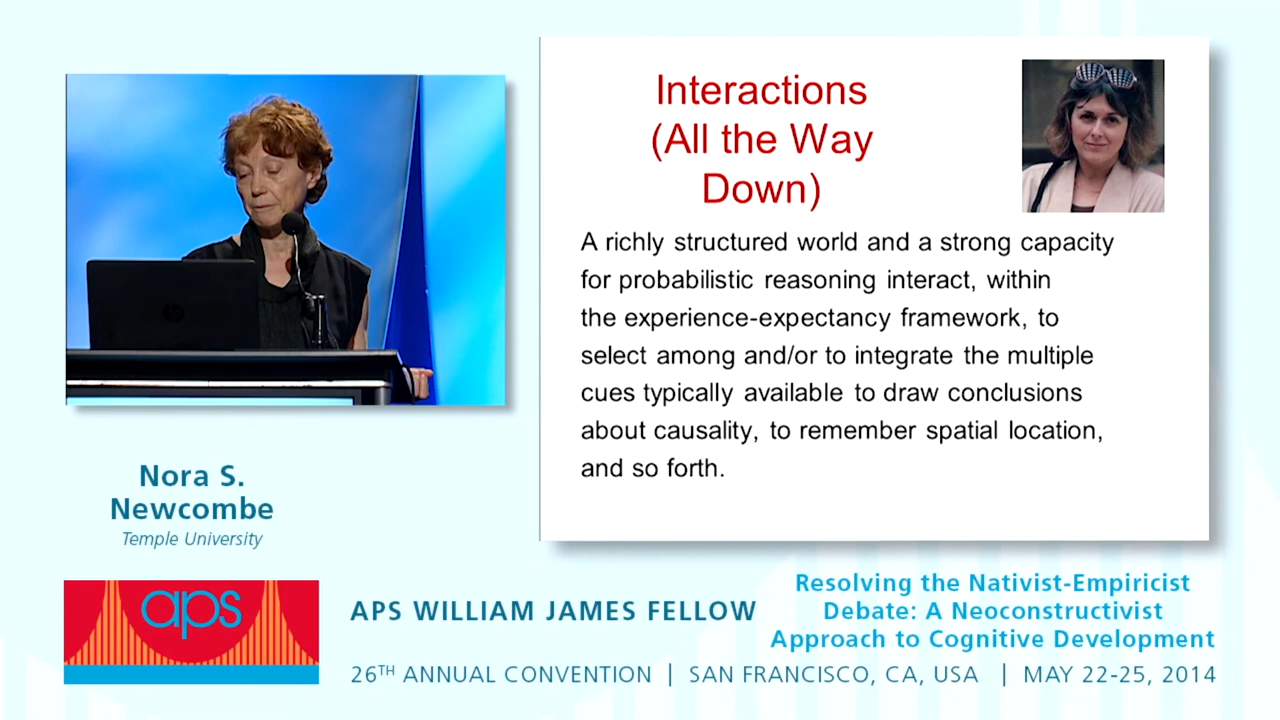 Interactions
(All the Way
Down)
A richly structured world and a strong capacity
for probabilistic reasoning interact, within
the experience-expectancy framework, to
select among and/or to integrate the multiple
cues typically available to draw conclusions
about causality, to remember spatial location,
and so forth.
Nora S.
Newcombe
Temple University
aps
APS WILLIAM JAMES FELLOW
Resolving the Nativist-Empiricist
Debate: A Neoconstructivist
Approach to Cognitive Development
26TH ANNUAL CONVENTION | SAN FRANCISCO, CA, USA | MAY 22-25, 2014